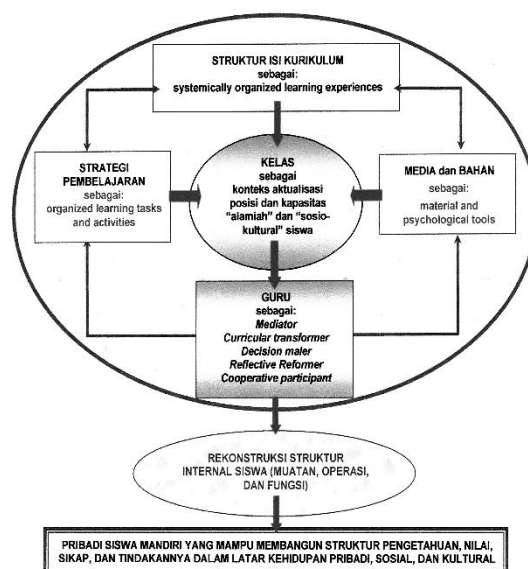 STRUKTUR ISI KURIKULUM
sebagai:
systemically organized learning experiences
STRATEGI
PEMBELAJARAN
sebagai:
organized learning tasks
and activities
KELAS
sebagai
konteks aktualisasi
posisi dan kapasitas
“alamiah” dan “sosio-
kultural” siswa
MEDIA dan BAHAN
sebagai:
material and
psychological tools
GURU
sebagai:
Mediator
Curricular transformer
Decision maler
Reflective Reformer
Cooperative participant
REKONSTRUKSI STRUKTUR
INTERNAL SISWA (MUATAN, OPERASI,
DAN FUNGSI)
PRIBADI SISWA MANDIRI YANG MAMPU MEMBANGUN STRUKTUR PENGETAHUAN, NILAI,
SIKAP, DAN TINDAKANNYA DALAM LATAR KEHIDUPAN PRIBADI, SOSIAL, DAN KULTURAL